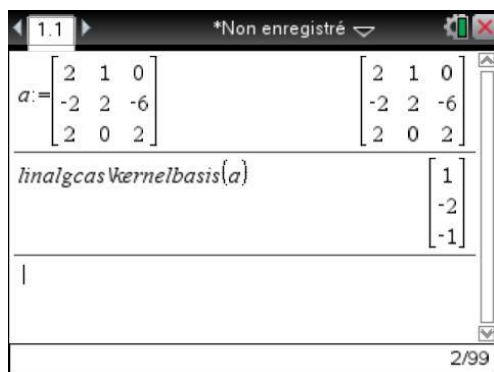 1.1 *Non enregistré
a:=[2 1 0 -2 2 -6 2 0 2] [2 1 0 -2 2 -6 2 0 2]
linalgcas\kernelbasis(a) [1 -2 -1]
2/99